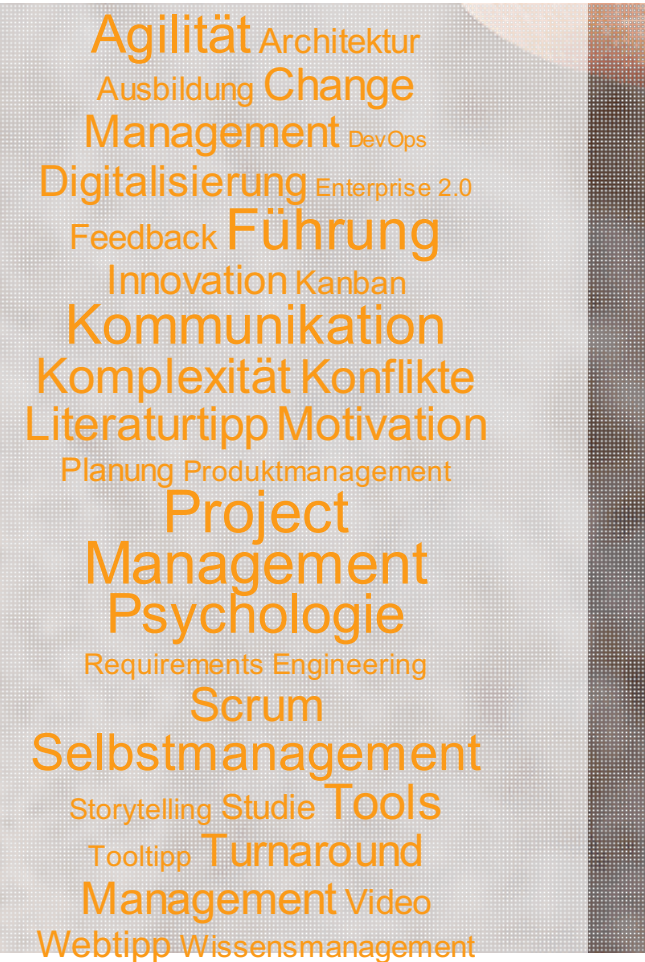 Agilität Architektur
Ausbildung Change
Management DevOps
Digitalisierung Enterprise 2.0
Feedback Führung
Innovation Kanban
Kommunikation
Komplexität Konflikte
Literaturtipp Motivation
Planung Produktmanagement
Project
Management
Psychologie
Requirements Engineering
Scrum
Selbstmanagement
Storytelling Studie Tools
Tooltipp Turnaround
Management Video
Webtipp Wissensmanagement